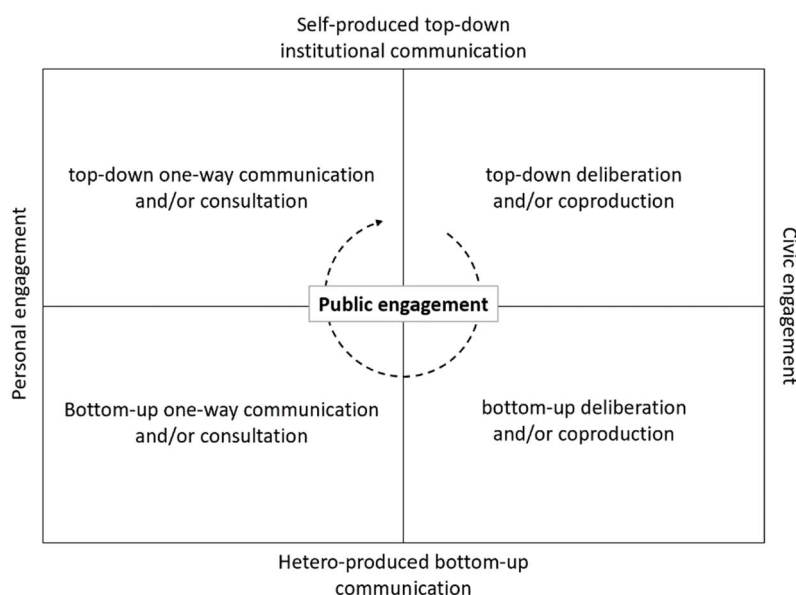 Self-produced top-down
institutional communication
top-down one-way communication
and/or consultation
top-down deliberation
and/or coproduction
Personal engagement
Public engagement
Civic engagement
Bottom-up one-way communication
and/or consultation
bottom-up deliberation
and/or coproduction
Hetero-produced bottom-up
communication